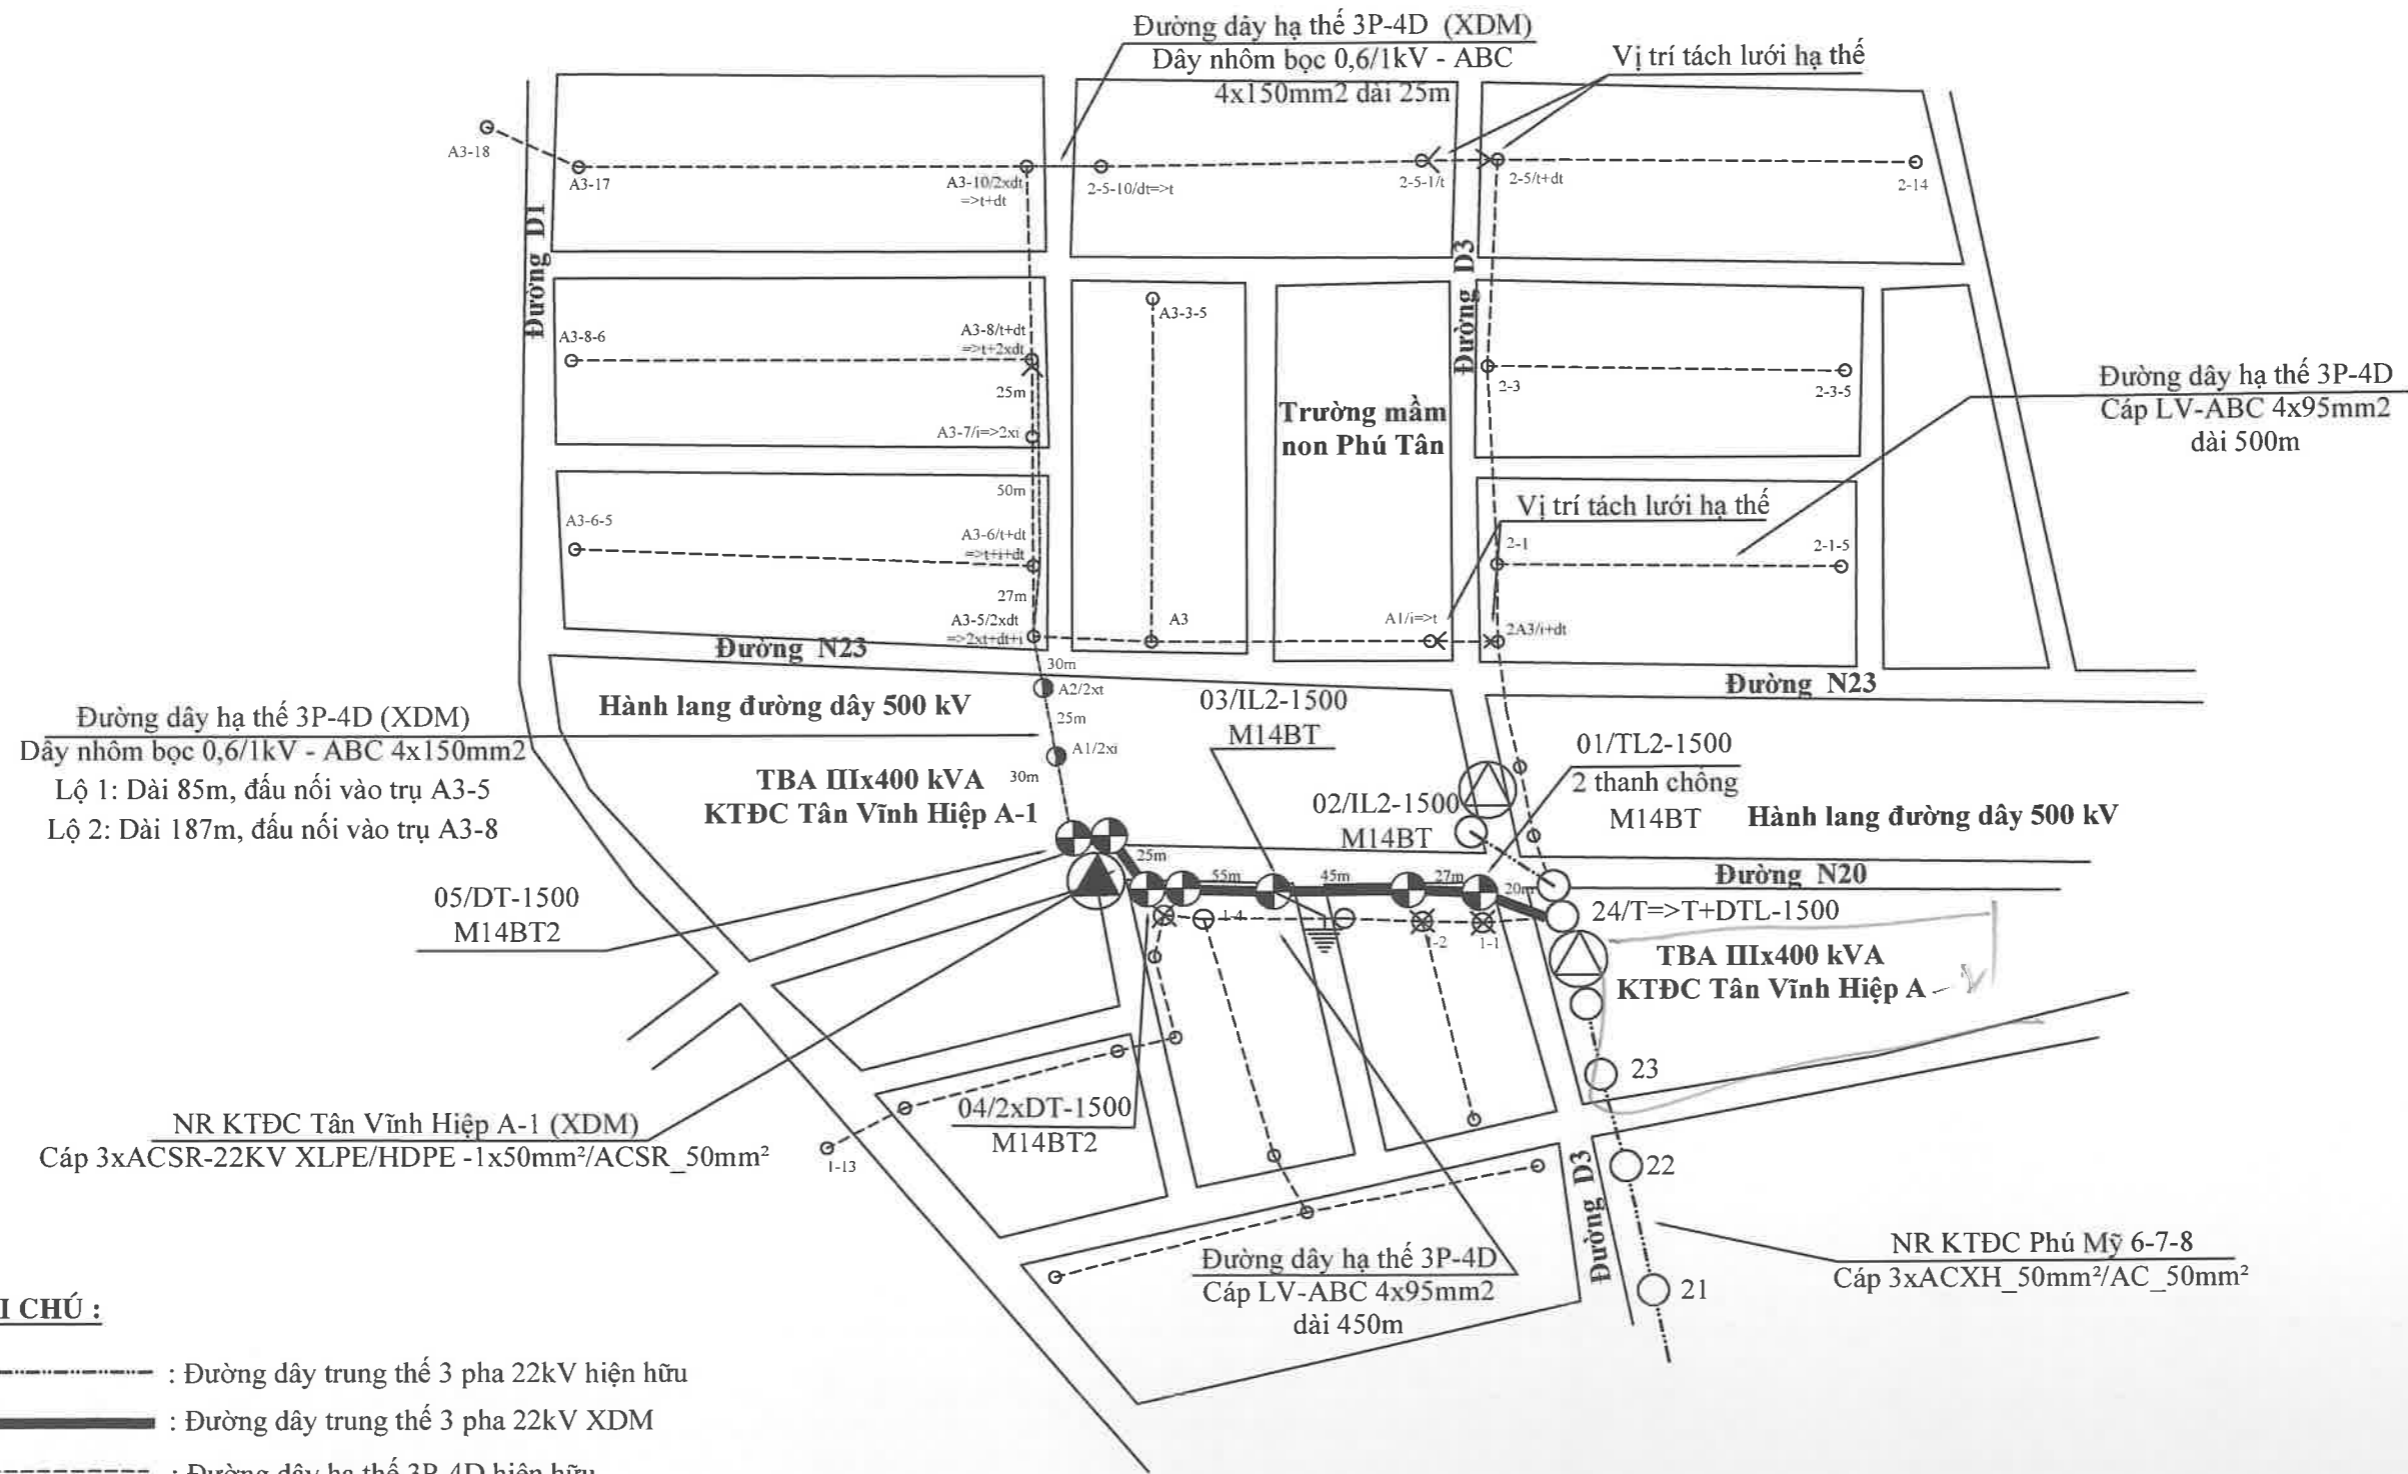 Đường dây hạ thế 3P-4D (XDM)
Dây nhôm bọc 0,6/1kV - ABC
4x150mm2 dài 25m
Vị trí tách lưới hạ thế
A3-18
A3-17
A3-10/2xdt
=>t+dt
2-5-10/dt=>t
2-5-1/t
2-5/t+dt
2-14
Đường D1
Đường D3
A3-8-6
A3-8/t+dt
=>t+2xdt
25m
A3-7/i=>2xi
A3-3-5
Trường mầm
non Phú Tân
2-3
2-3-5
Đường dây hạ thế 3P-4D
Cáp LV-ABC 4x95mm2
dài 500m
50m
A3-6-5
A3-6/t+dt
=>t+i+dt
27m
A3-5/2xdt
=>2xt+dt+i
A3
A1/i=>t
Vị trí tách lưới hạ thế
2-1
2-1-5
2A3/i+dt
Đường N23
Đường N23
30m
A2/2xt
25m
A1/2xi
30m
Hành lang đường dây 500 kV
Đường dây hạ thế 3P-4D (XDM)
Dây nhôm bọc 0,6/1kV - ABC 4x150mm2
Lộ 1: Dài 85m, đấu nối vào trụ A3-5
Lộ 2: Dài 187m, đấu nối vào trụ A3-8
TBA IIIx400 kVA
KTĐC Tân Vĩnh Hiệp A-1
03/IL2-1500
M14BT
02/IL2-1500
M14BT
01/TL2-1500
2 thanh chống
M14BT
Hành lang đường dây 500 kV
Đường N20
25m
55m
45m
27m
20m
05/DT-1500
M14BT2
1-4
1-2
1-1
24/T=>T+DTL-1500
TBA IIIx400 kVA
KTĐC Tân Vĩnh Hiệp A
23
22
21
NR KTĐC Tân Vĩnh Hiệp A-1 (XDM)
Cáp 3xACSR-22KV XLPE/HDPE -1x50mm²/ACSR_50mm²
1-13
04/2xDT-1500
M14BT2
Đường D3
Đường dây hạ thế 3P-4D
Cáp LV-ABC 4x95mm2
dài 450m
NR KTĐC Phú Mỹ 6-7-8
Cáp 3xACXH_50mm²/AC_50mm²
I CHÚ :
: Đường dây trung thế 3 pha 22kV hiện hữu
: Đường dây trung thế 3 pha 22kV XDM
: Đường dây hạ thế 3P-4D hiện hữu